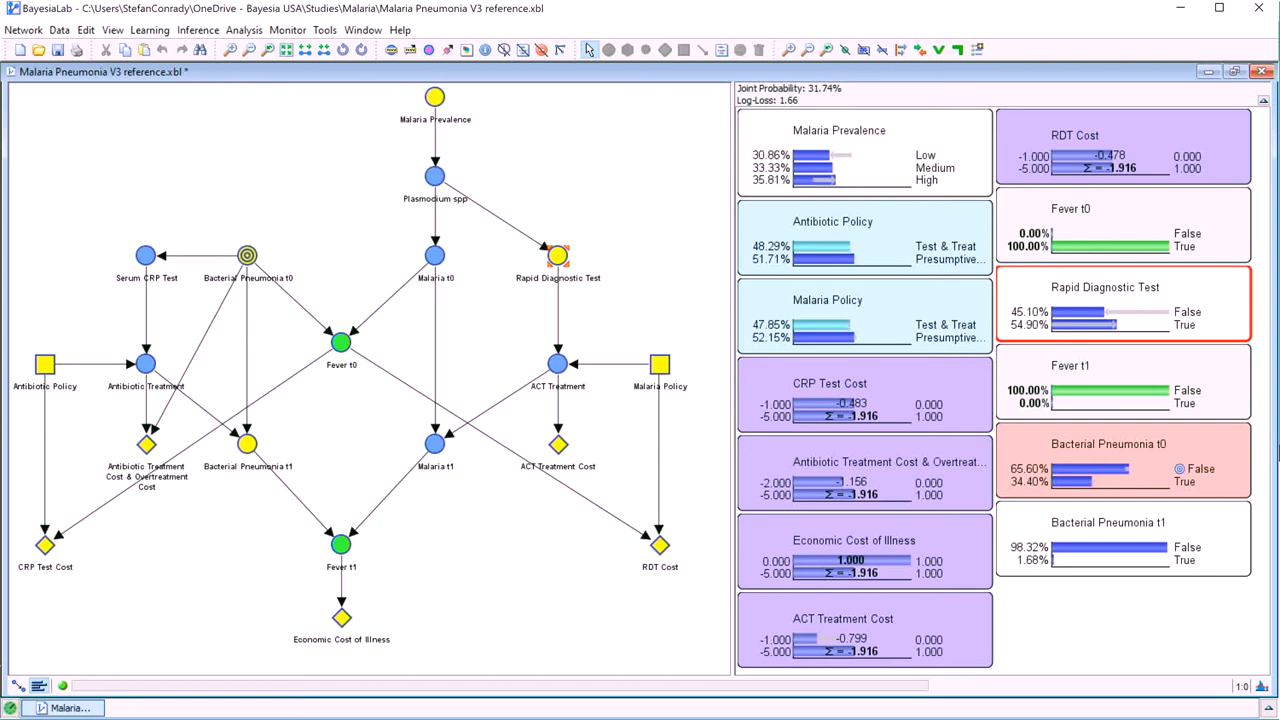 BayesiaLab - C:\Users\StefanConrady\OneDrive - Bayesia USA\Studies\Malaria\Malaria Pneumonia V3 reference.xbl
Network Data Edit View Learning Inference Analysis Monitor Tools Window Help
Malaria Pneumonia V3 reference.xbl *
Malaria Prevalence
Plasmodium spp
Serum CRP Test
Bacterial Pneumonia t0
Malaria t0
Rapid Diagnostic Test
Fever t0
Antibiotic Policy
Antibiotic Treatment
ACT Treatment
Malaria Policy
Antibiotic Treatment
Cost & Overtreatment
Cost
Bacterial Pneumonia t1
Malaria t1
ACT Treatment Cost
CRP Test Cost
Fever t1
RDT Cost
Economic Cost of Illness
Joint Probability: 31.74%
Log-Loss: 1.66
Malaria Prevalence
30.86% Low
33.33% Medium
35.81% High
Antibiotic Policy
48.29% Test & Treat
51.71% Presumptive...
Malaria Policy
47.85% Test & Treat
52.15% Presumptive...
CRP Test Cost
-1.000 -0.483 0.000
-5.000 Σ = -1.916 1.000
Antibiotic Treatment Cost & Overtreat...
-2.000 -1.156 0.000
-5.000 Σ = -1.916 1.000
Economic Cost of Illness
0.000 1.000 1.000
-5.000 Σ = -1.916 1.000
ACT Treatment Cost
-1.000 -0.799 0.000
-5.000 Σ = -1.916 1.000
RDT Cost
-1.000 -0.478 0.000
-5.000 Σ = -1.916 1.000
Fever t0
0.00% False
100.00% True
Rapid Diagnostic Test
45.10% False
54.90% True
Fever t1
100.00% False
0.00% True
Bacterial Pneumonia t0
65.60% False
34.40% True
Bacterial Pneumonia t1
98.32% False
1.68% True
1:0
Malaria...